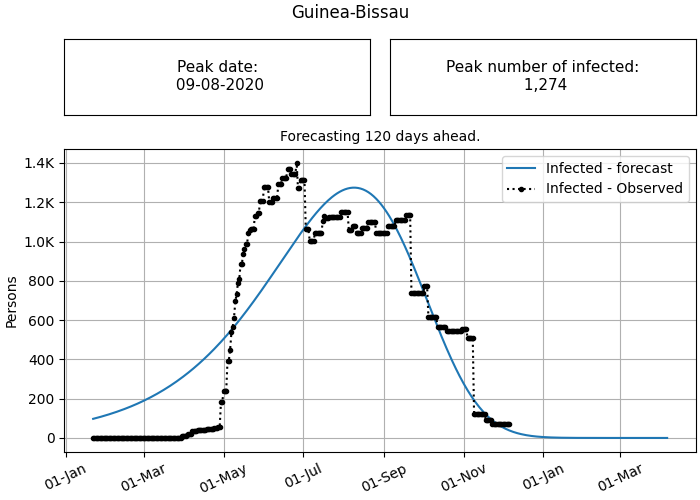 Guinea-Bissau
Peak date:
09-08-2020
Peak number of infected:
1,274
Forecasting 120 days ahead.
Infected - forecast
Infected - Observed
Persons
1.4K
1.2K
1.0K
800
600
400
200
0
01-Jan
01-Mar
01-May
01-Jul
01-Sep
01-Nov
01-Jan
01-Mar